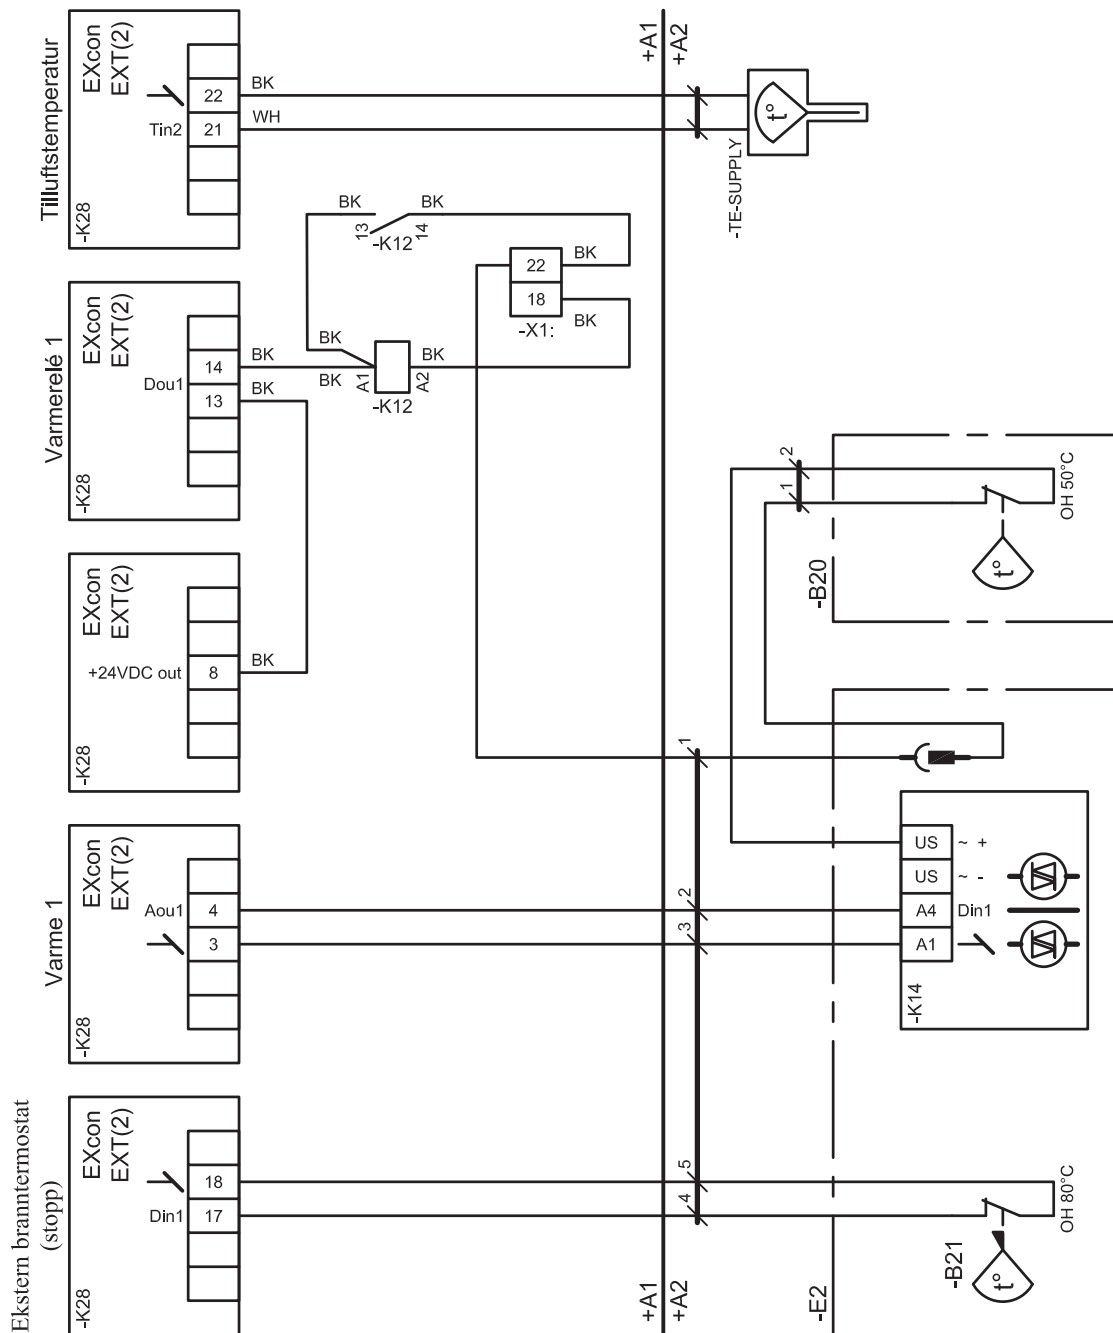 Tilluftstemperatur
EXcon
EXT(2)
22
Tin2
21
-K28
BK
WH
+A1
+A2
-TE-SUPPLY
t°
Varmerelé 1
EXcon
EXT(2)
14
Dou1
13
-K28
BK
BK
BK
BK
13
14
-K12
BK
BK
A1
A2
BK
-K12
22
18
-X1:
BK
BK
EXcon
EXT(2)
+24VDC out
8
-K28
BK
1
2
-B20
OH 50°C
t°
Varme 1
EXcon
EXT(2)
Aou1
4
3
-K28
1
2
3
US
~ +
US
~ -
A4
Din1
A1
-K14
Ekstern branntermostat
(stopp)
EXcon
EXT(2)
18
Din1
17
-K28
5
4
+A1
+A2
-E2
-B21
OH 80°C
t°